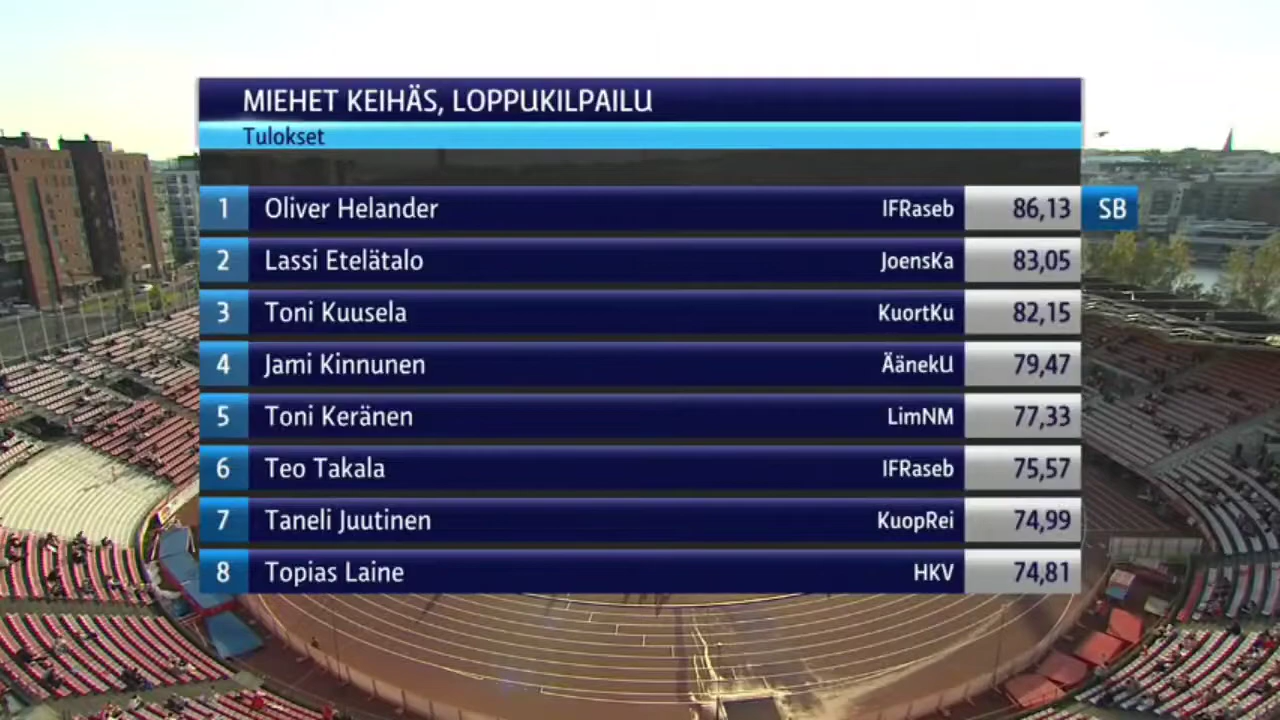 MIEHET KEIHÄS, LOPPUKILPAILU
Tulokset
1 Oliver Helander IFRaseb 86,13 SB
2 Lassi Etelätalo JoensKa 83,05
3 Toni Kuusela KuortKu 82,15
4 Jami Kinnunen ÄänekU 79,47
5 Toni Keränen LimNM 77,33
6 Teo Takala IFRaseb 75,57
7 Taneli Juutinen KuopRei 74,99
8 Topias Laine HKV 74,81